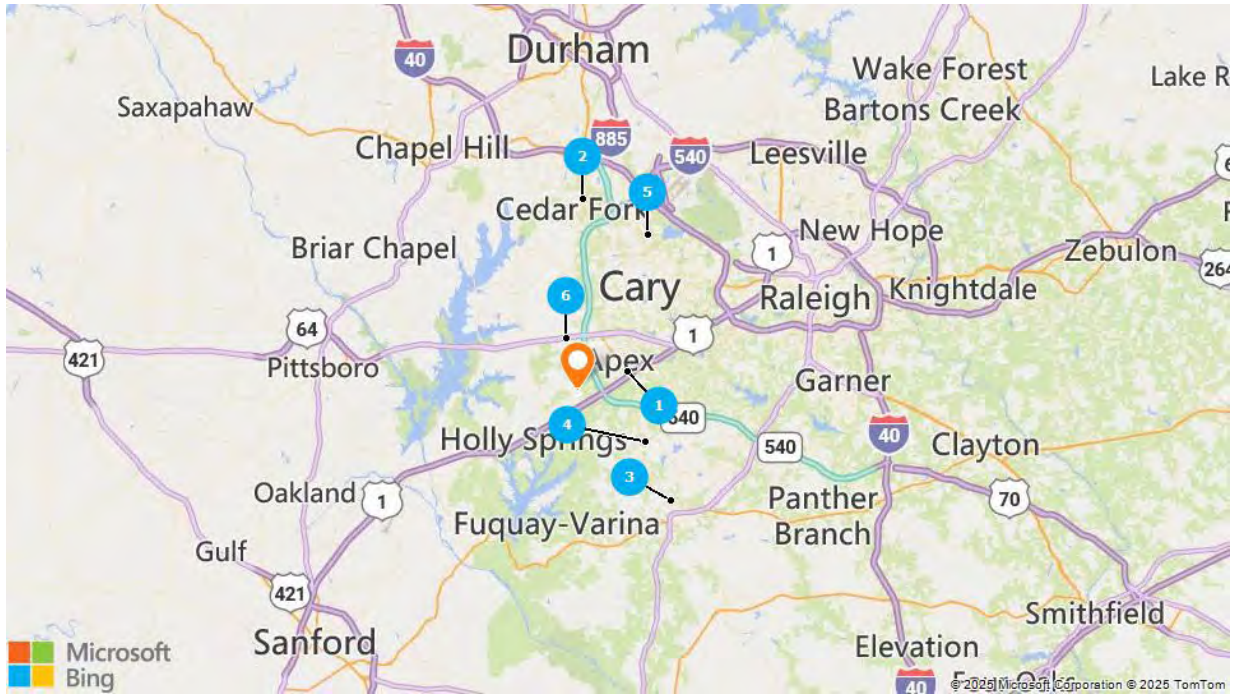 Durham
40
Wake Forest
Lake R
Saxapahaw
Bartons Creek
Chapel Hill
885
540
Leesville
2
5
Cedar Fork
New Hope
Briar Chapel
1
Zebulon
264
6
Cary
Raleigh
Knightdale
64
1
421
Pittsboro
Apex
Garner
1
540
4
Holly Springs
540
40
Clayton
3
Oakland
1
Panther
Branch
70
Fuquay-Varina
Gulf
421
Smithfield
Sanford
Elevation
Microsoft
Bing
40
© 2025 Microsoft Corporation © 2025 TomTom